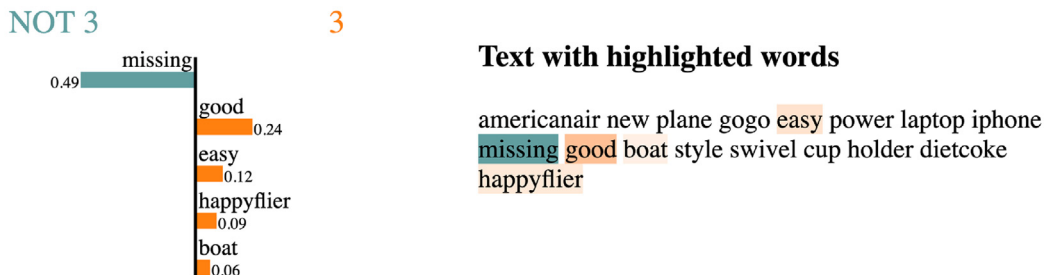 NOT 3
3
missing
0.49
good
0.24
easy
0.12
happyflier
0.09
boat
0.06
Text with highlighted words
americanair new plane gogo easy power laptop iphone
missing good boat style swivel cup holder dietcoke
happyflier